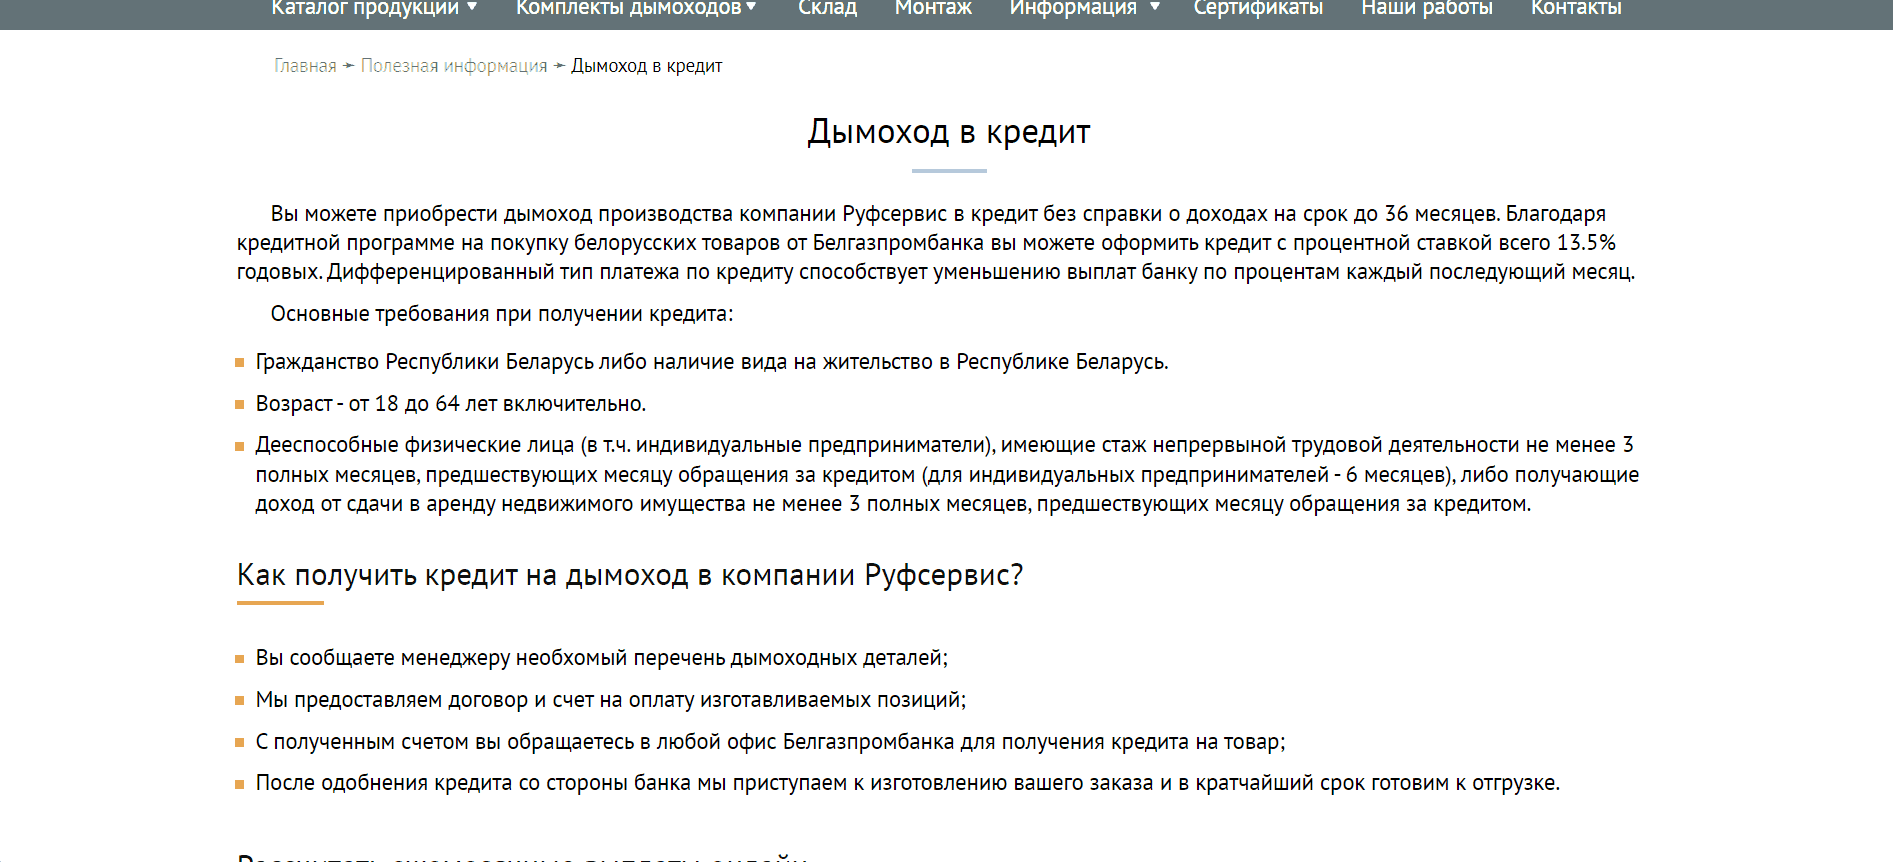 Каталог продукции ▼ Комплекты дымоходов ▼ Склад Монтаж Информация ▼ Сертификаты Наши работы Контакты
Главная ➛ Полезная информация ➛ Дымоход в кредит
Дымоход в кредит
Вы можете приобрести дымоход производства компании Руфсервис в кредит без справки о доходах на срок до 36 месяцев. Благодаря
кредитной программе на покупку белорусских товаров от Белгазпромбанка вы можете оформить кредит с процентной ставкой всего 13.5%
годовых. Дифференцированный тип платежа по кредиту способствует уменьшению выплат банку по процентам каждый последующий месяц.
Основные требования при получении кредита:
Гражданство Республики Беларусь либо наличие вида на жительство в Республике Беларусь.
Возраст - от 18 до 64 лет включительно.
Дееспособные физические лица (в т.ч. индивидуальные предприниматели), имеющие стаж непрервыной трудовой деятельности не менее 3
полных месяцев, предшествующих месяцу обращения за кредитом (для индивидуальных предпринимателей - 6 месяцев), либо получающие
доход от сдачи в аренду недвижимого имущества не менее 3 полных месяцев, предшествующих месяцу обращения за кредитом.
Как получить кредит на дымоход в компании Руфсервис?
Вы сообщаете менеджеру необхомый перечень дымоходных деталей;
Мы предоставляем договор и счет на оплату изготавливаемых позиций;
С полученным счетом вы обращаетесь в любой офис Белгазпромбанка для получения кредита на товар;
После одобнения кредита со стороны банка мы приступаем к изготовлению вашего заказа и в кратчайший срок готовим к отгрузке.